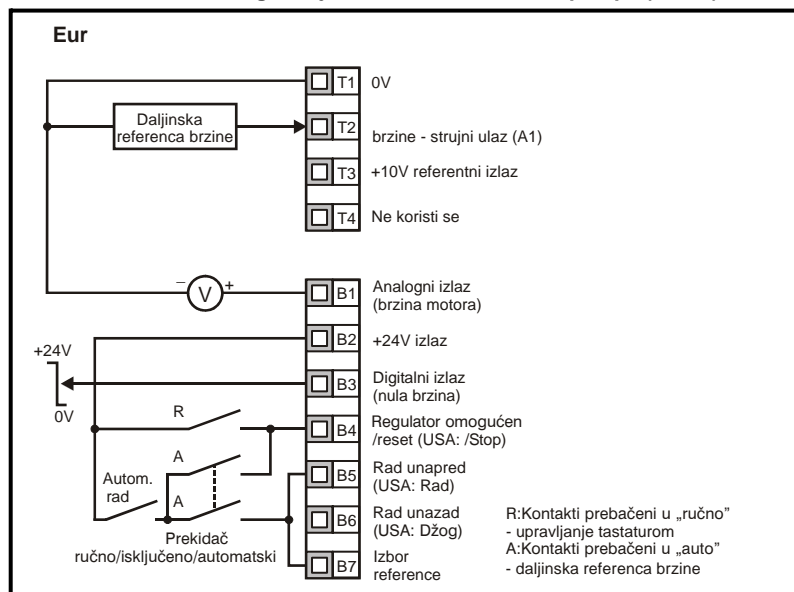 Eur
T1 0V
Daljinska
referenca brzine
T2
brzine - strujni ulaz (A1)
T3 +10V referentni izlaz
T4 Ne koristi se
− V +
B1 Analogni izlaz
(brzina motora)
B2 +24V izlaz
+24V
0V
B3 Digitalni izlaz
(nula brzina)
R
B4 Regulator omogućen
/reset (USA: /Stop)
A
Autom.
rad
A
B5 Rad unapred
(USA: Rad)
B6 Rad unazad
(USA: Džog)
Prekidač
ručno/isključeno/automatski
B7 Izbor
reference
R:Kontakti prebačeni u „ručno”
- upravljanje tastaturom
A:Kontakti prebačeni u „auto”
- daljinska referenca brzine